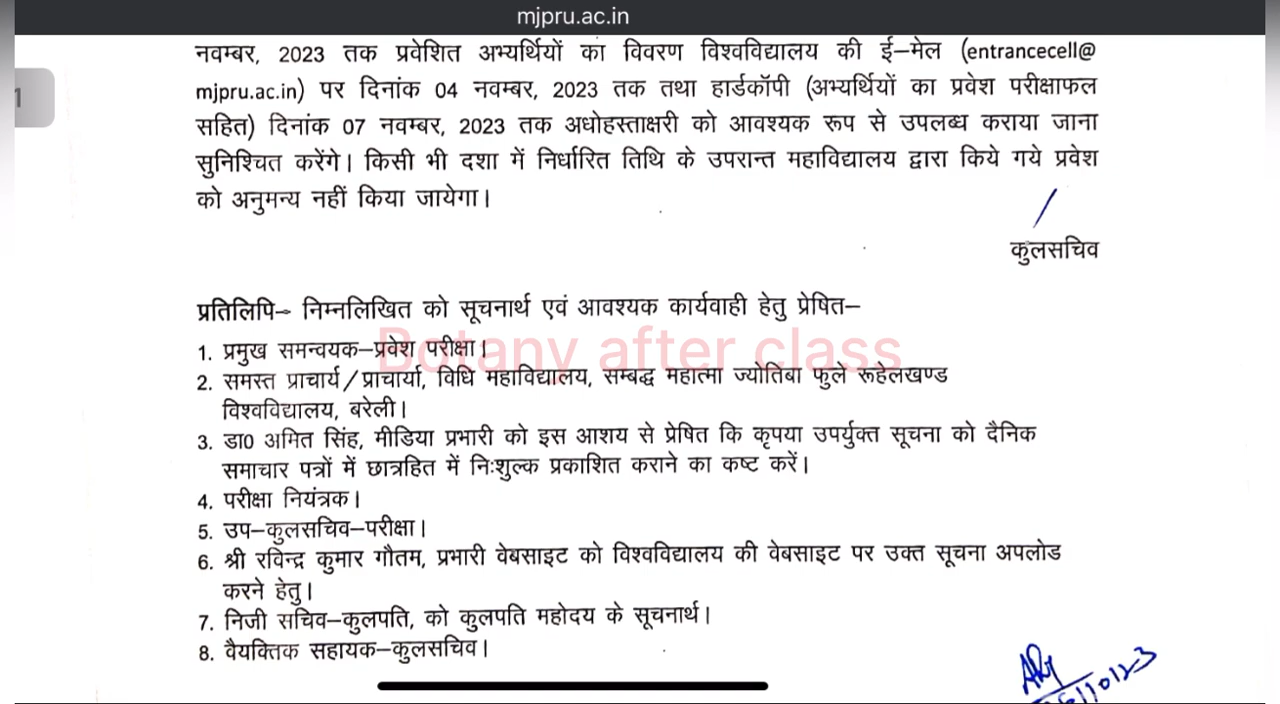 mjpru.ac.in
1
नवम्बर, 2023 तक प्रवेशित अभ्यर्थियों का विवरण विश्वविद्यालय की ई–मेल (entrancecell@
mjpru.ac.in) पर दिनांक 04 नवम्बर, 2023 तक तथा हार्डकॉपी (अभ्यर्थियों का प्रवेश परीक्षाफल
सहित) दिनांक 07 नवम्बर, 2023 तक अधोहस्ताक्षरी को आवश्यक रूप से उपलब्ध कराया जाना
सुनिश्चित करेंगे। किसी भी दशा में निर्धारित तिथि के उपरान्त महाविद्यालय द्वारा किये गये प्रवेश
को अनुमन्य नहीं किया जायेगा।
कुलसचिव
प्रतिलिपि– निम्नलिखित को सूचनार्थ एवं आवश्यक कार्यवाही हेतु प्रेषित–
Botany after class
1. प्रमुख समन्वयक–प्रवेश परीक्षा।
2. समस्त प्राचार्य/प्राचार्या, विधि महाविद्यालय, सम्बद्ध महात्मा ज्योतिबा फुले रूहेलखण्ड
विश्वविद्यालय, बरेली।
3. डा0 अमित सिंह, मीडिया प्रभारी को इस आशय से प्रेषित कि कृपया उपर्युक्त सूचना को दैनिक
समाचार पत्रों में छात्रहित में निःशुल्क प्रकाशित कराने का कष्ट करें।
4. परीक्षा नियंत्रक।
5. उप–कुलसचिव–परीक्षा।
6. श्री रविन्द्र कुमार गौतम, प्रभारी वेबसाइट को विश्वविद्यालय की वेबसाइट पर उक्त सूचना अपलोड
करने हेतु।
7. निजी सचिव–कुलपति, को कुलपति महोदय के सूचनार्थ।
8. वैयक्तिक सहायक–कुलसचिव।